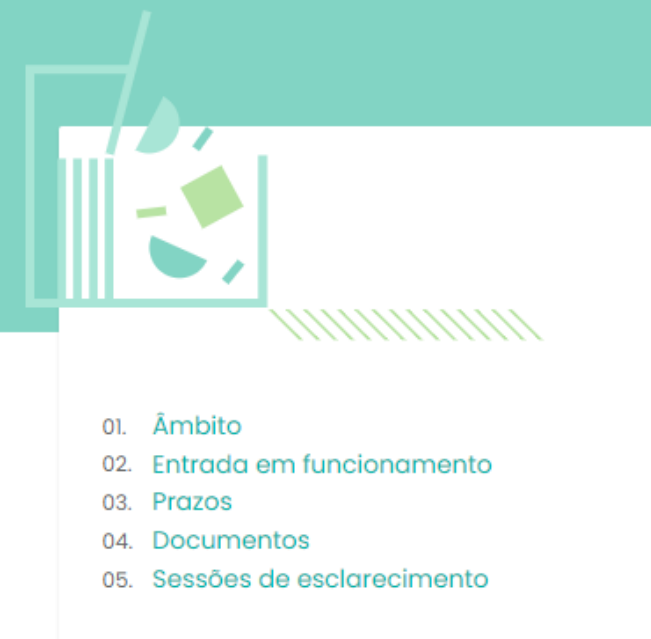 01. Âmbito
02. Entrada em funcionamento
03. Prazos
04. Documentos
05. Sessões de esclarecimento